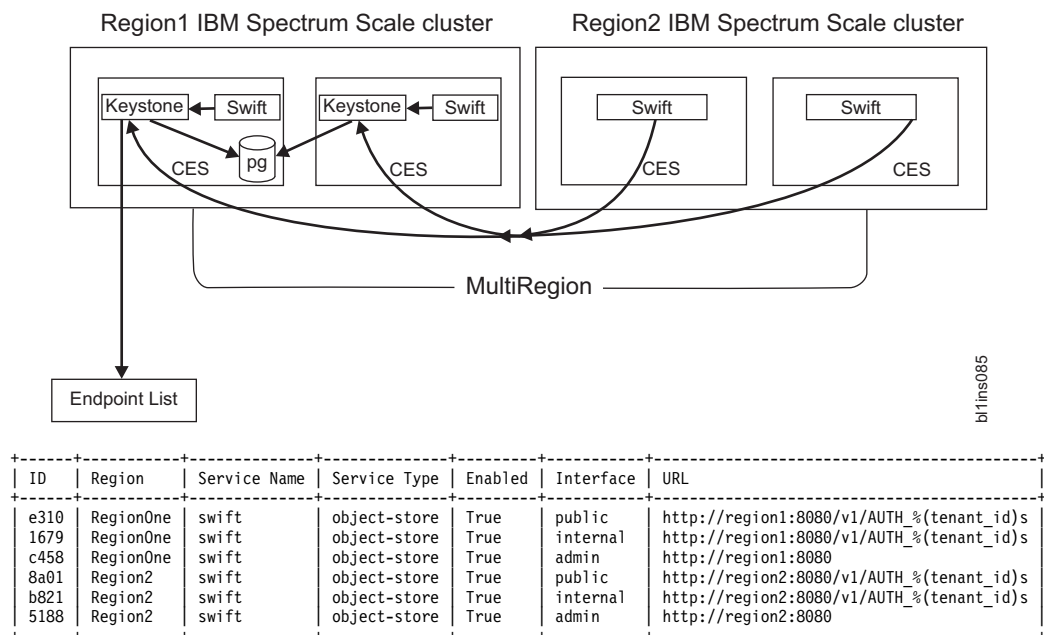 Region1 IBM Spectrum Scale cluster
Region2 IBM Spectrum Scale cluster
Keystone
Swift
Keystone
Swift
Swift
Swift
pg
CES
CES
CES
CES
MultiRegion
Endpoint List
bl1ins085
+------+-----------+--------------+--------------+---------+-----------+--------------------------------------+
| ID | Region | Service Name | Service Type | Enabled | Interface | URL |
+------+-----------+--------------+--------------+---------+-----------+--------------------------------------+
| e310 | RegionOne | swift | object-store | True | public | http://region1:8080/v1/AUTH_%(tenant_id)s |
| 1679 | RegionOne | swift | object-store | True | internal | http://region1:8080/v1/AUTH_%(tenant_id)s |
| c458 | RegionOne | swift | object-store | True | admin | http://region1:8080 |
| 8a01 | Region2 | swift | object-store | True | public | http://region2:8080/v1/AUTH_%(tenant_id)s |
| b821 | Region2 | swift | object-store | True | internal | http://region2:8080/v1/AUTH_%(tenant_id)s |
| 5188 | Region2 | swift | object-store | True | admin | http://region2:8080 |
+------+-----------+--------------+--------------+---------+-----------+--------------------------------------+